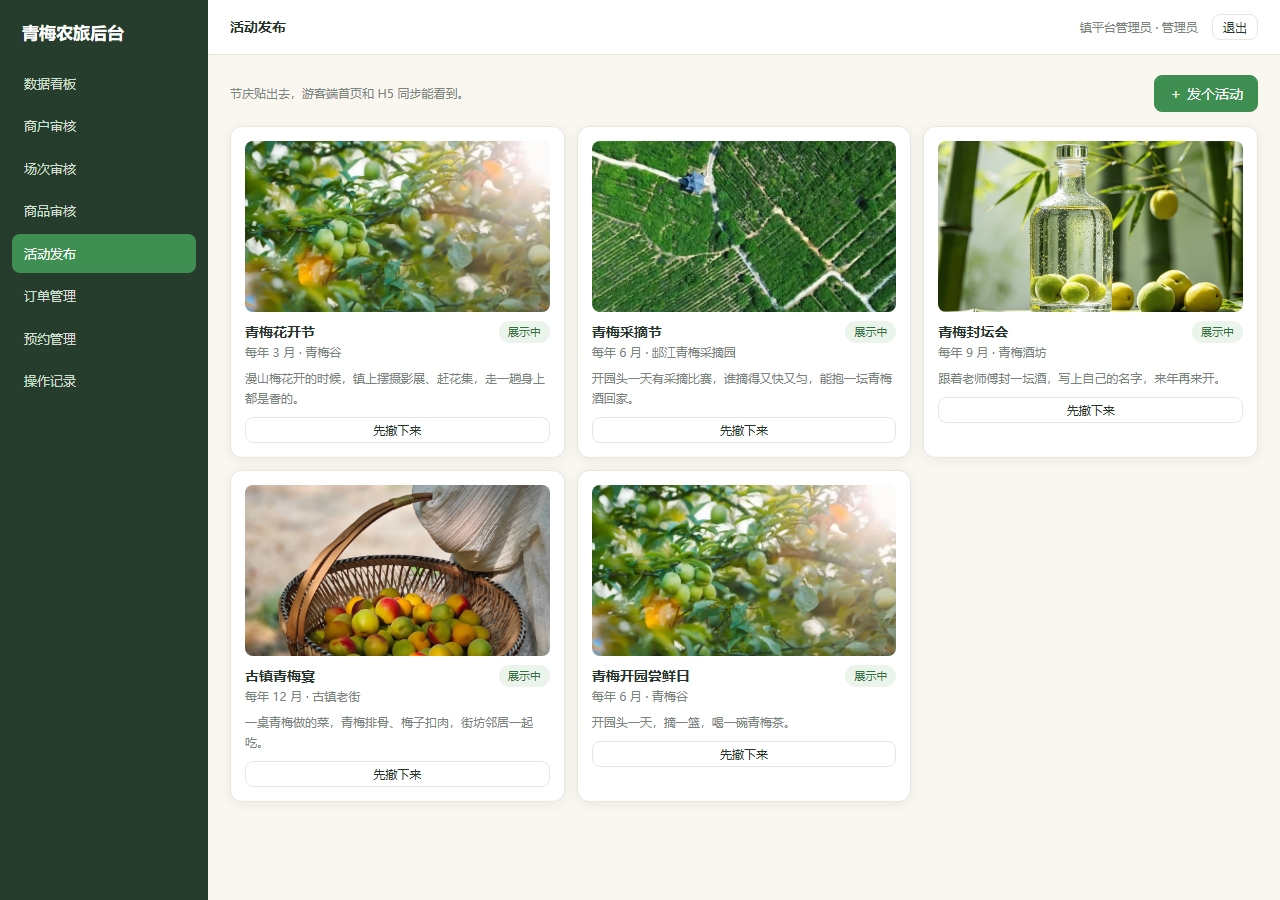 青梅农旅后台
数据看板
商户审核
场次审核
商品审核
活动发布
订单管理
预约管理
操作记录
活动发布
镇平台管理员 · 管理员
退出
节庆贴出去，游客端首页和 H5 同步能看到。
＋ 发个活动
青梅花开节
展示中
每年 3 月 · 青梅谷
漫山梅花开的时候，镇上摆摄影展、赶花集，走一趟身上
都是香的。
先撤下来
青梅采摘节
展示中
每年 6 月 · 邶江青梅采摘园
开园头一天有采摘比赛，谁摘得又快又匀，能抱一坛青梅
酒回家。
先撤下来
青梅封坛会
展示中
每年 9 月 · 青梅酒坊
跟着老师傅封一坛酒，写上自己的名字，来年再来开。
先撤下来
古镇青梅宴
展示中
每年 12 月 · 古镇老街
一桌青梅做的菜，青梅排骨、梅子扣肉，街坊邻居一起
吃。
先撤下来
青梅开园尝鲜日
展示中
每年 6 月 · 青梅谷
开园头一天，摘一篮，喝一碗青梅茶。
先撤下来